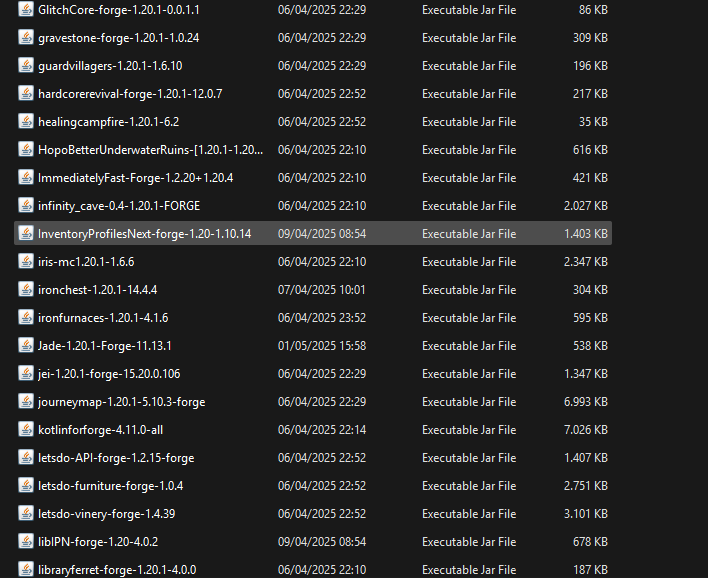 GlitchCore-forge-1.20.1-0.0.1.1 06/04/2025 22:29 Executable Jar File 86 KB
gravestone-forge-1.20.1-1.0.24 06/04/2025 22:29 Executable Jar File 309 KB
guardvillagers-1.20.1-1.6.10 06/04/2025 22:29 Executable Jar File 196 KB
hardcorerevival-forge-1.20.1-12.0.7 06/04/2025 22:52 Executable Jar File 217 KB
healingcampfire-1.20.1-6.2 06/04/2025 22:52 Executable Jar File 35 KB
HopoBetterUnderwaterRuins-[1.20.1-1.20... 06/04/2025 22:10 Executable Jar File 616 KB
ImmediatelyFast-Forge-1.2.20+1.20.4 06/04/2025 22:10 Executable Jar File 421 KB
infinity_cave-0.4-1.20.1-FORGE 06/04/2025 22:10 Executable Jar File 2.027 KB
InventoryProfilesNext-forge-1.20-1.10.14 09/04/2025 08:54 Executable Jar File 1.403 KB
iris-mc1.20.1-1.6.6 06/04/2025 22:10 Executable Jar File 2.347 KB
ironchest-1.20.1-14.4.4 07/04/2025 10:01 Executable Jar File 304 KB
ironfurnaces-1.20.1-4.1.6 06/04/2025 23:52 Executable Jar File 595 KB
Jade-1.20.1-Forge-11.13.1 01/05/2025 15:58 Executable Jar File 538 KB
jei-1.20.1-forge-15.20.0.106 06/04/2025 22:29 Executable Jar File 1.347 KB
journeymap-1.20.1-5.10.3-forge 06/04/2025 22:29 Executable Jar File 6.993 KB
kotlinforforge-4.11.0-all 06/04/2025 22:14 Executable Jar File 7.026 KB
letsdo-API-forge-1.2.15-forge 06/04/2025 22:52 Executable Jar File 1.407 KB
letsdo-furniture-forge-1.0.4 06/04/2025 22:52 Executable Jar File 2.751 KB
letsdo-vinery-forge-1.4.39 06/04/2025 22:52 Executable Jar File 3.101 KB
libIPN-forge-1.20-4.0.2 09/04/2025 08:54 Executable Jar File 678 KB
libraryferret-forge-1.20.1-4.0.0 06/04/2025 22:10 Executable Jar File 187 KB